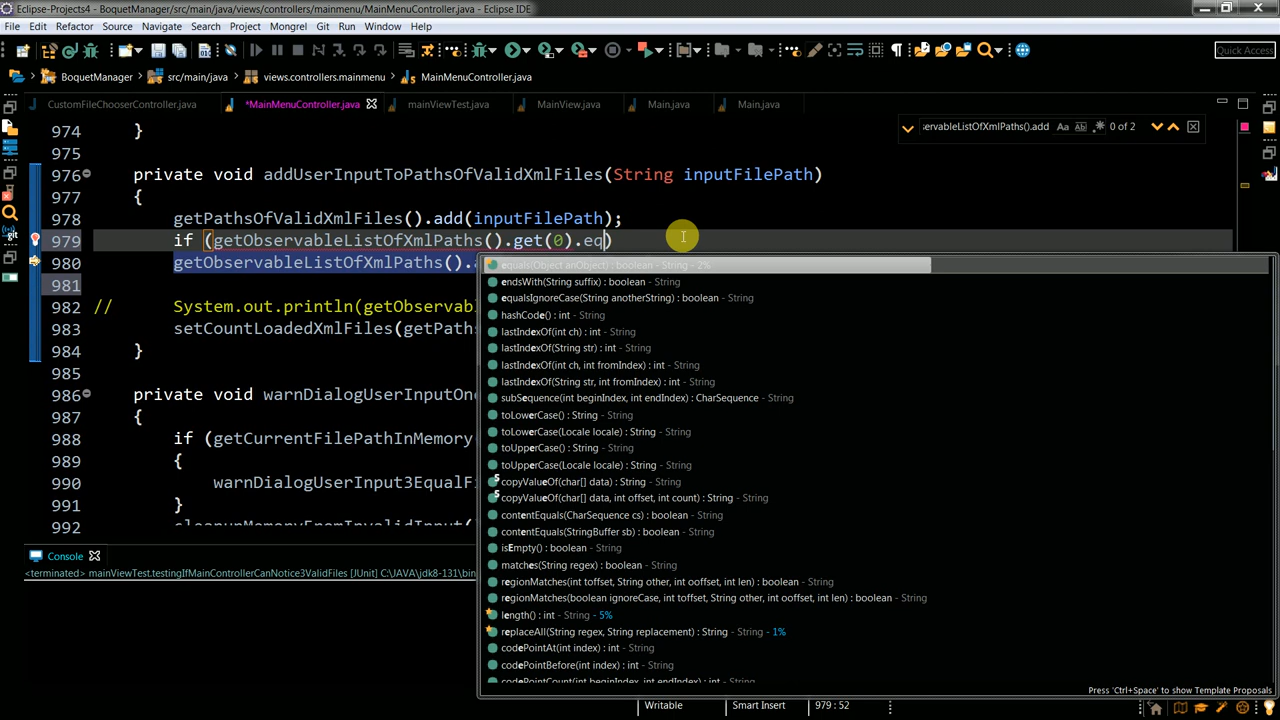 Eclipse-Projects4 - BoquetManager/src/main/java/views/controllers/mainmenu/MainMenuController.java - Eclipse IDE
File Edit Refactor Source Navigate Search Project Mongrel Git Run Window Help
Quick Access
BoquetManager src/main/java views.controllers.mainmenu MainMenuController.java
CustomFileChooserController.java *MainMenuController.java mainViewTest.java MainView.java Main.java Main.java
servableListOfXmlPaths().add Aa Ab 0 of 2
974 }
975
976 private void addUserInputToPathsOfValidXmlFiles(String inputFilePath)
977 {
978 getPathsOfValidXmlFiles().add(inputFilePath);
979 if (getObservableListOfXmlPaths().get(0).eq)
980 getObservableListOfXmlPaths().
981
982 // System.out.println(getObserva
983 setCountLoadedXmlFiles(getPaths
984 }
985
986 private void warnDialogUserInputOn
987 {
988 if (getCurrentFilePathInMemory
989 {
990 warnDialogUserInput3EqualFi
991 }
992 cleanupMemoryFromInvalidInput(
equals(Object anObject) : boolean - String - 2%
endsWith(String suffix) : boolean - String
equalsIgnoreCase(String anotherString) : boolean - String
hashCode() : int - String
lastIndexOf(int ch) : int - String
lastIndexOf(String str) : int - String
lastIndexOf(int ch, int fromIndex) : int - String
lastIndexOf(String str, int fromIndex) : int - String
subSequence(int beginIndex, int endIndex) : CharSequence - String
toLowerCase() : String - String
toLowerCase(Locale locale) : String - String
toUpperCase() : String - String
toUpperCase(Locale locale) : String - String
copyValueOf(char[] data) : String - String
copyValueOf(char[] data, int offset, int count) : String - String
contentEquals(CharSequence cs) : boolean - String
contentEquals(StringBuffer sb) : boolean - String
isEmpty() : boolean - String
matches(String regex) : boolean - String
regionMatches(int toffset, String other, int ooffset, int len) : boolean - String
regionMatches(boolean ignoreCase, int toffset, String other, int ooffset, int len) : boolean - String
length() : int - String - 5%
replaceAll(String regex, String replacement) : String - String - 1%
codePointAt(int index) : int - String
codePointBefore(int index) : int - String
codePointCount(int beginIndex, int endIndex) : int - String
Press 'Ctrl+Space' to show Template Proposals
Console
<terminated> mainViewTest.testingIfMainControllerCanNotice3ValidFiles [JUnit] C:\JAVA\jdk8-131\bin
Writable Smart Insert 979 : 52